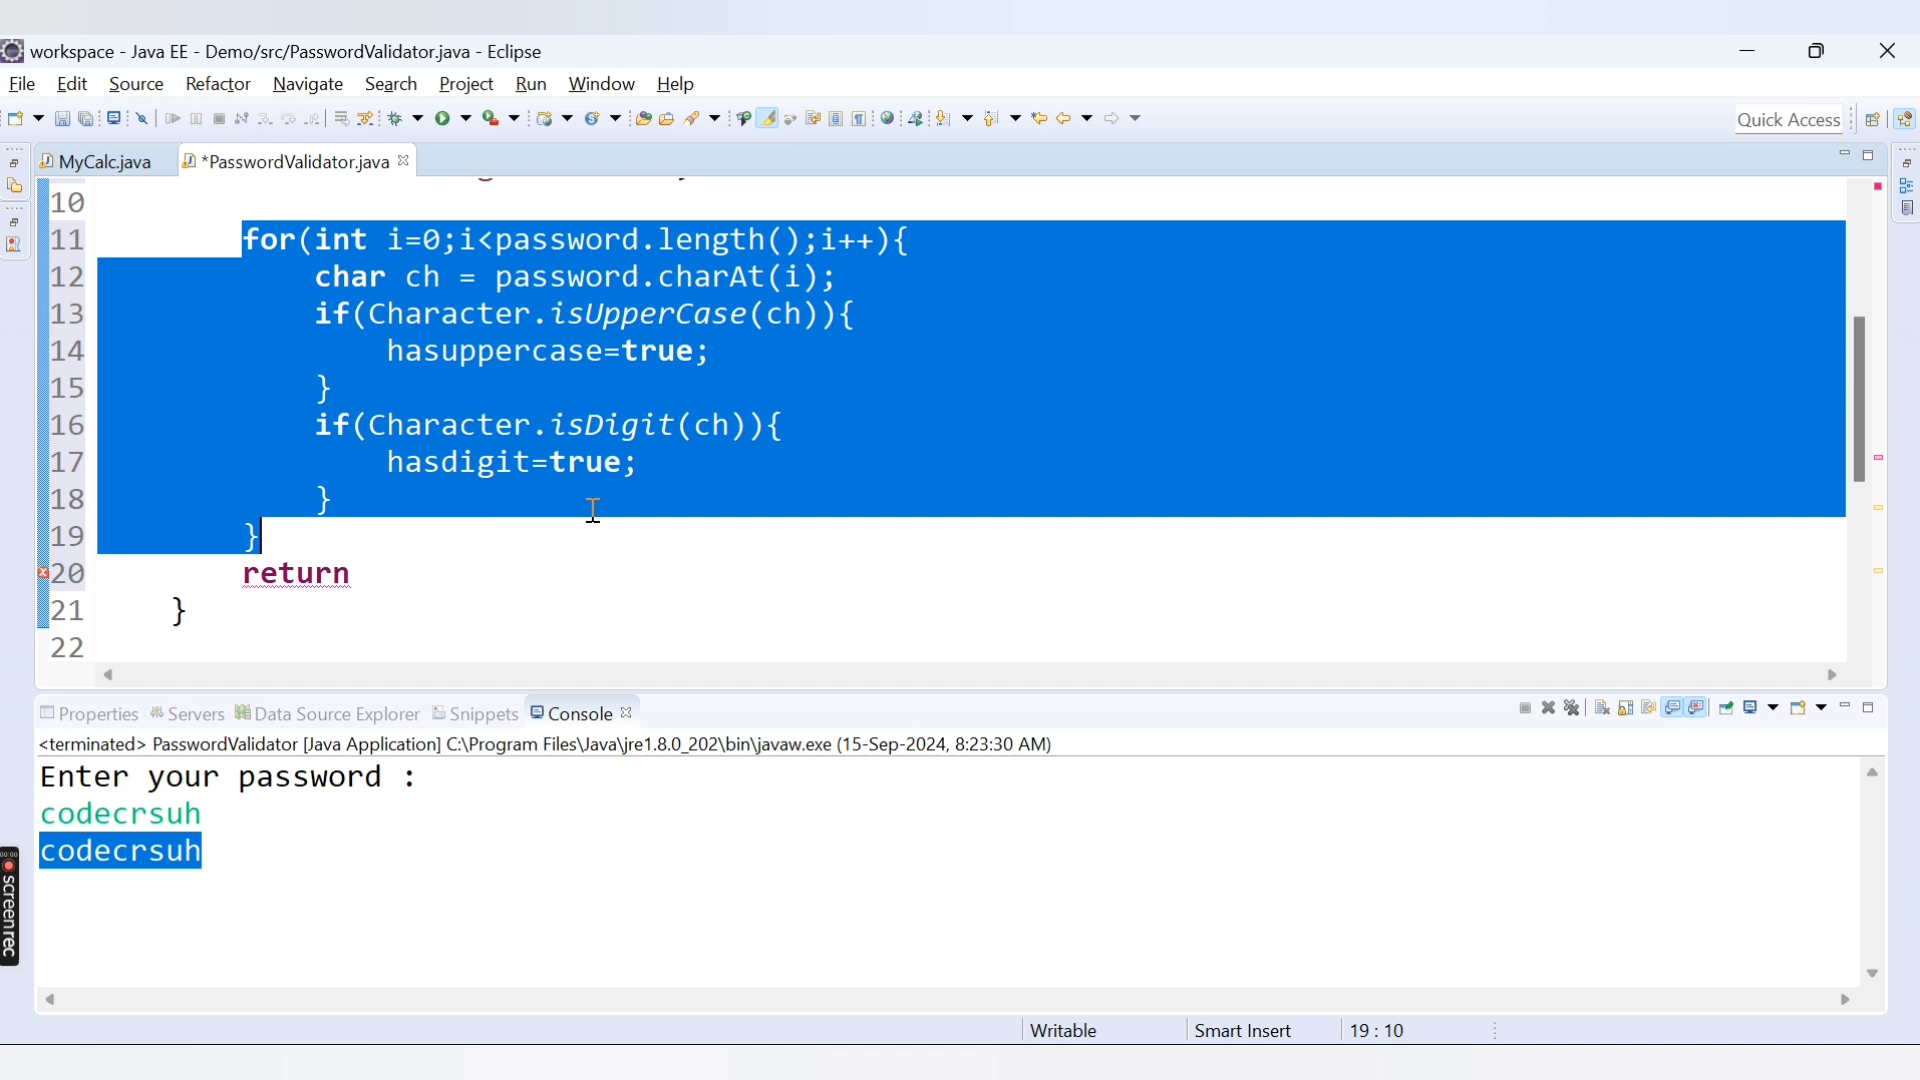 workspace - Java EE - Demo/src/PasswordValidator.java - Eclipse
File Edit Source Refactor Navigate Search Project Run Window Help
Quick Access
MyCalc.java *PasswordValidator.java
10
11 for(int i=0;i<password.length();i++){
12 char ch = password.charAt(i);
13 if(Character.isUpperCase(ch)){
14 hasuppercase=true;
15 }
16 if(Character.isDigit(ch)){
17 hasdigit=true;
18 }
19 }
20 return
21 }
22
Properties Servers Data Source Explorer Snippets Console
<terminated> PasswordValidator [Java Application] C:\Program Files\Java\jre1.8.0_202\bin\javaw.exe (15-Sep-2024, 8:23:30 AM)
Enter your password :
codecrsuh
codecrsuh
00:00
screenrec
Writable Smart Insert 19 : 10